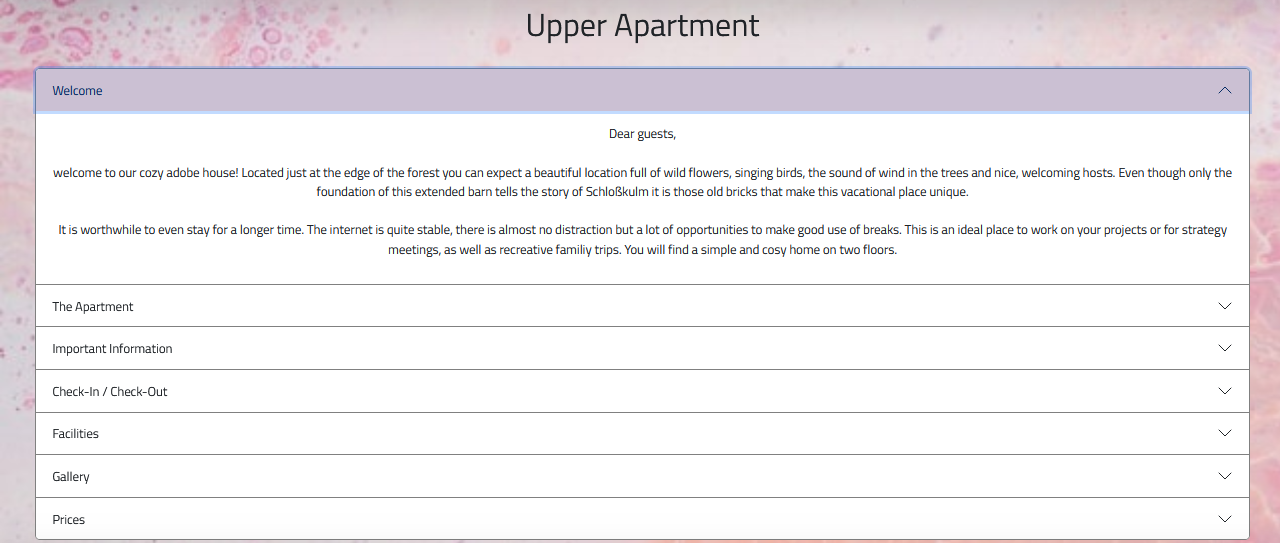 Upper Apartment
Welcome
Dear guests,
welcome to our cozy adobe house! Located just at the edge of the forest you can expect a beautiful location full of wild flowers, singing birds, the sound of wind in the trees and nice, welcoming hosts. Even though only the
foundation of this extended barn tells the story of Schloßkulm it is those old bricks that make this vacational place unique.
It is worthwhile to even stay for a longer time. The internet is quite stable, there is almost no distraction but a lot of opportunities to make good use of breaks. This is an ideal place to work on your projects or for strategy
meetings, as well as recreative familiy trips. You will find a simple and cosy home on two floors.
The Apartment
Important Information
Check-In / Check-Out
Facilities
Gallery
Prices